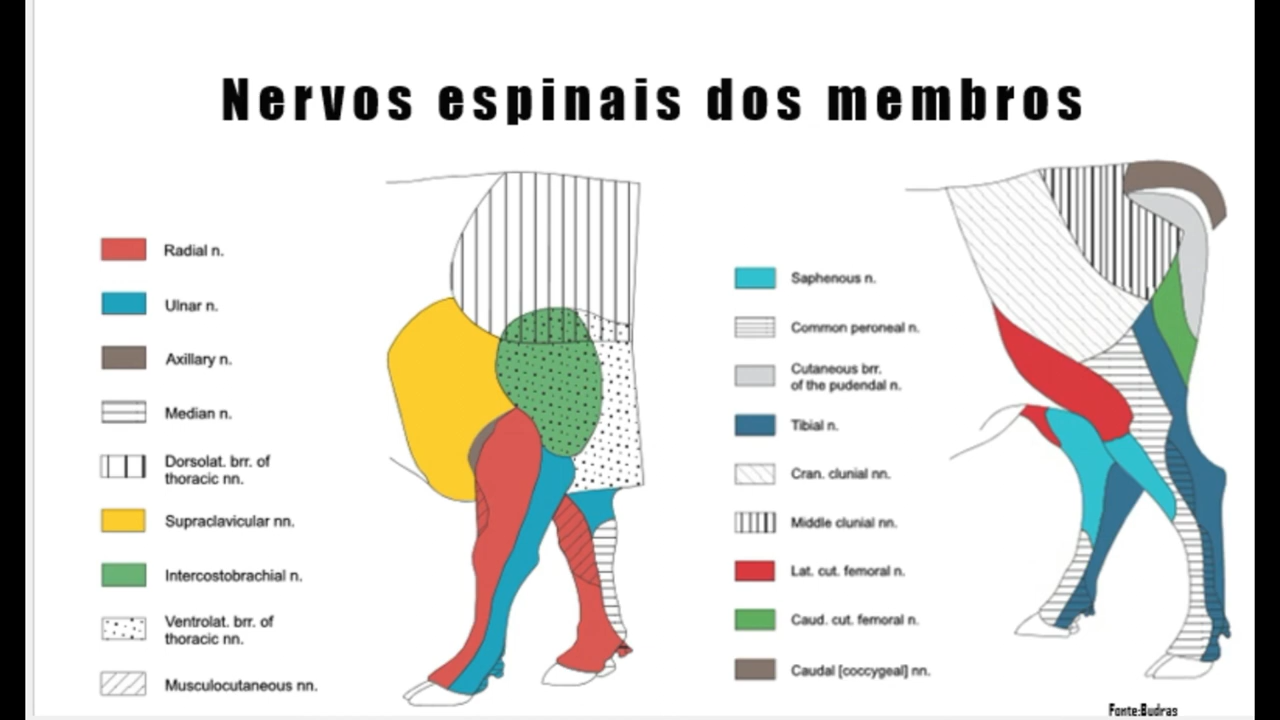 Nervos espinais dos membros
Radial n.
Ulnar n.
Axillary n.
Median n.
Dorsolat. brr. of
thoracic nn.
Supraclavicular nn.
Intercostobrachial n.
Ventrolat. brr. of
thoracic nn.
Musculocutaneous nn.
Saphenous n.
Common peroneal n.
Cutaneous brr.
of the pudendal n.
Tibial n.
Cran. clunial nn.
Middle clunial nn.
Lat. cut. femoral n.
Caud. cut. femoral n.
Caudal [coccygeal] nn.
Fonte:Budras